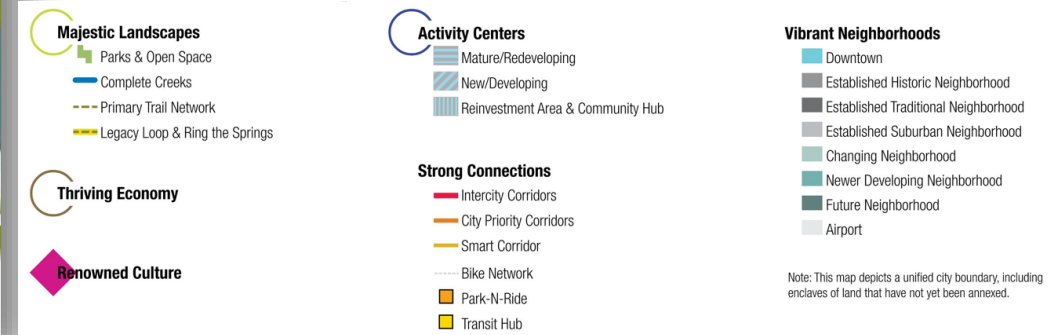 Majestic Landscapes
Parks & Open Space
Complete Creeks
Primary Trail Network
Legacy Loop & Ring the Springs
Thriving Economy
Renowned Culture
Activity Centers
Mature/Redeveloping
New/Developing
Reinvestment Area & Community Hub
Strong Connections
Intercity Corridors
City Priority Corridors
Smart Corridor
Bike Network
Park-N-Ride
Transit Hub
Vibrant Neighborhoods
Downtown
Established Historic Neighborhood
Established Traditional Neighborhood
Established Suburban Neighborhood
Changing Neighborhood
Newer Developing Neighborhood
Future Neighborhood
Airport
Note: This map depicts a unified city boundary, including
enclaves of land that have not yet been annexed.